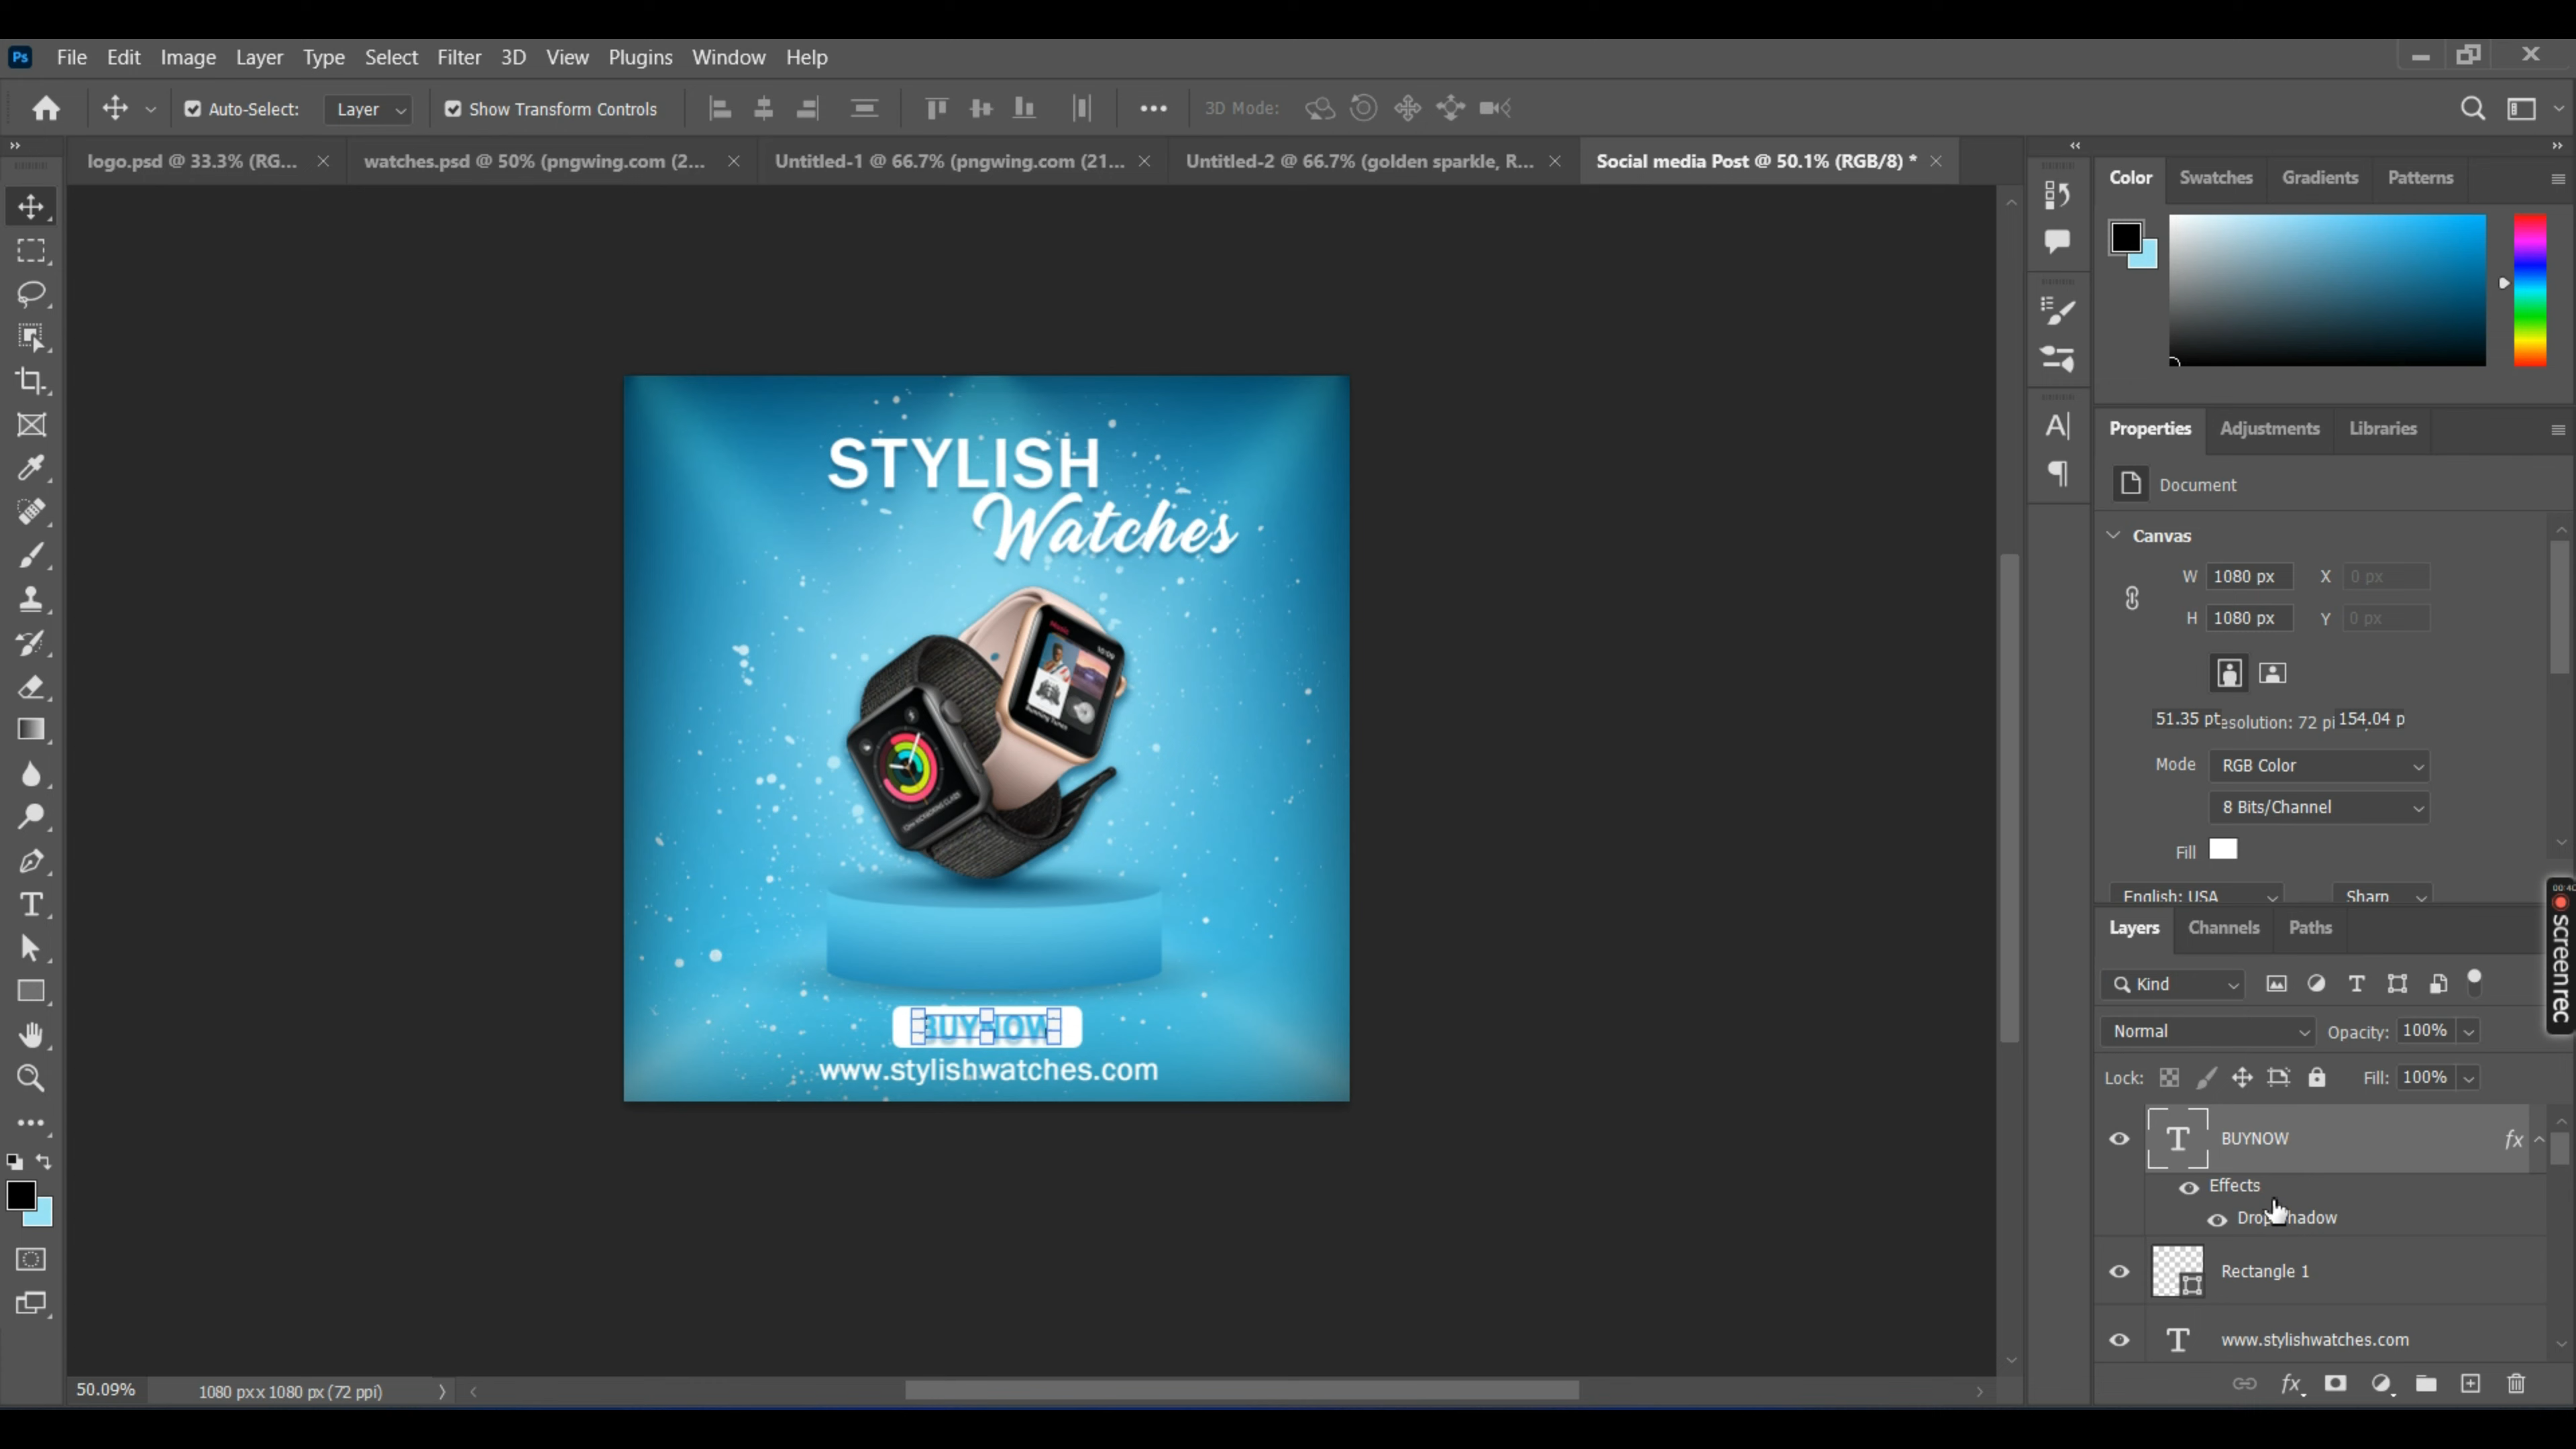 Ps File Edit Image Layer Type Select Filter 3D View Plugins Window Help
Auto-Select: Layer Show Transform Controls 3D Mode:
logo.psd @ 33.3% (RG... watches.psd @ 50% (pngwing.com (2... Untitled-1 @ 66.7% (pngwing.com (21... Untitled-2 @ 66.7% (golden sparkle, R... Social media Post @ 50.1% (RGB/8) *
Color Swatches Gradients Patterns
STYLISH
Watches
BUYNOW
www.stylishwatches.com
Properties Adjustments Libraries
Document
Canvas
W 1080 px X 0 px
H 1080 px Y 0 px
51.35 pt esolution: 72 pi 154.04 p
Mode RGB Color
8 Bits/Channel
Fill
English: USA Sharp
Layers Channels Paths
Kind
Normal Opacity: 100%
Lock: Fill: 100%
BUYNOW fx
Effects
Drop Shadow
Rectangle 1
www.stylishwatches.com
fx
50.09% 1080 px x 1080 px (72 ppi)
screenrec